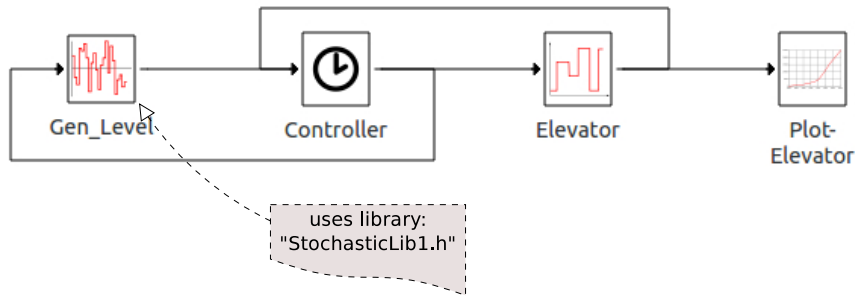 Gen_Level
Controller
Elevator
Plot-
Elevator
uses library:
"StochasticLib1.h"